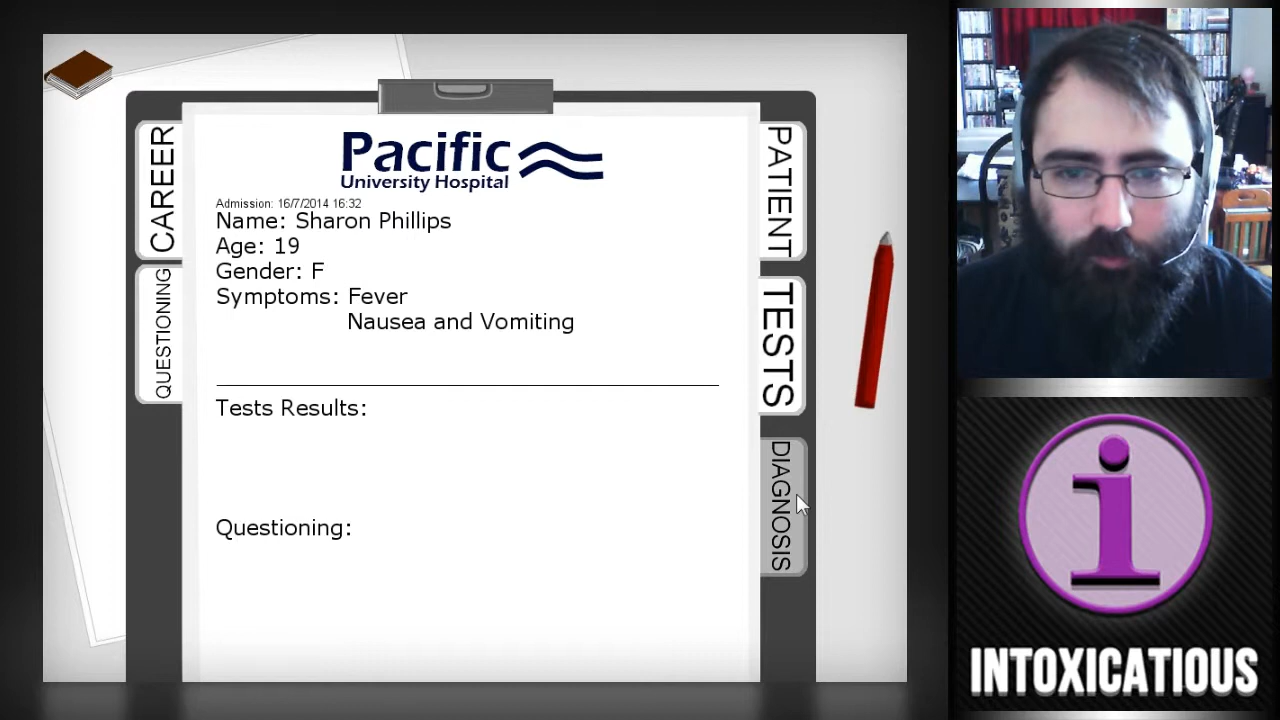 CAREER
QUESTIONING
Pacific
University Hospital
Admission: 16/7/2014 16:32
Name: Sharon Phillips
Age: 19
Gender: F
Symptoms: Fever
Nausea and Vomiting
Tests Results:
Questioning:
PATIENT
TESTS
DIAGNOSIS
i
INTOXICATIOUS